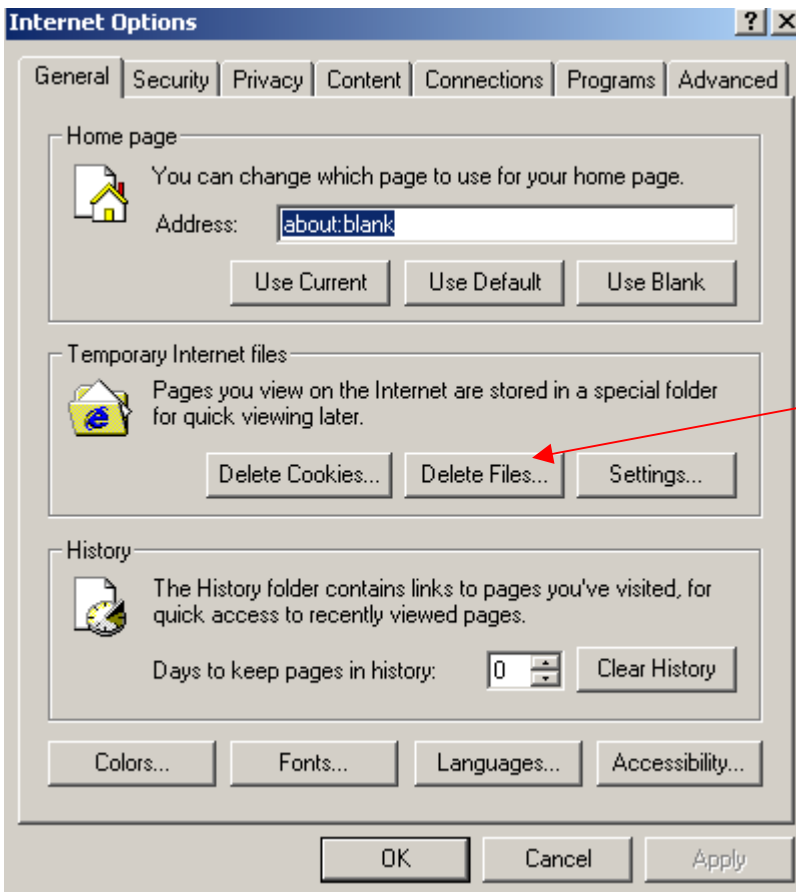 Internet Options
General Security Privacy Content Connections Programs Advanced
Home page
You can change which page to use for your home page.
Address: about:blank
Use Current Use Default Use Blank
Temporary Internet files
Pages you view on the Internet are stored in a special folder
for quick viewing later.
Delete Cookies... Delete Files... Settings...
History
The History folder contains links to pages you've visited, for
quick access to recently viewed pages.
Days to keep pages in history: 0 Clear History
Colors... Fonts... Languages... Accessibility...
OK Cancel Apply